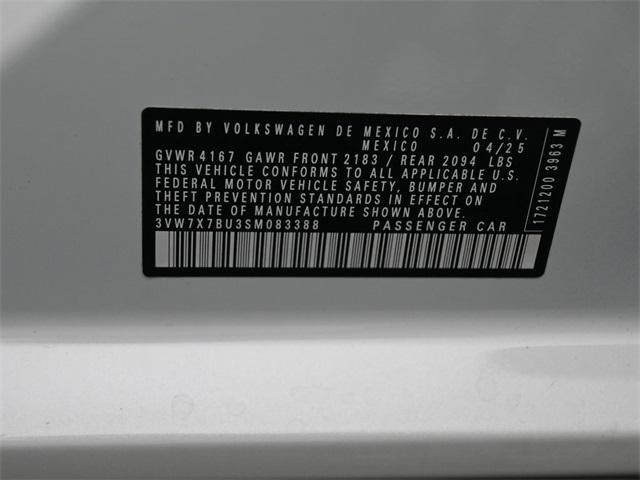 MFD BY VOLKSWAGEN DE MEXICO S.A. DE C.V.
MEXICO 04/25
GVWR 4167 GAWR FRONT 2183 / REAR 2094 LBS
THIS VEHICLE CONFORMS TO ALL APPLICABLE U.S.
FEDERAL MOTOR VEHICLE SAFETY, BUMPER AND
THEFT PREVENTION STANDARDS IN EFFECT ON
THE DATE OF MANUFACTURE SHOWN ABOVE.
3VW7X7BU3SM083388 PASSENGER CAR
1721200 3963 M